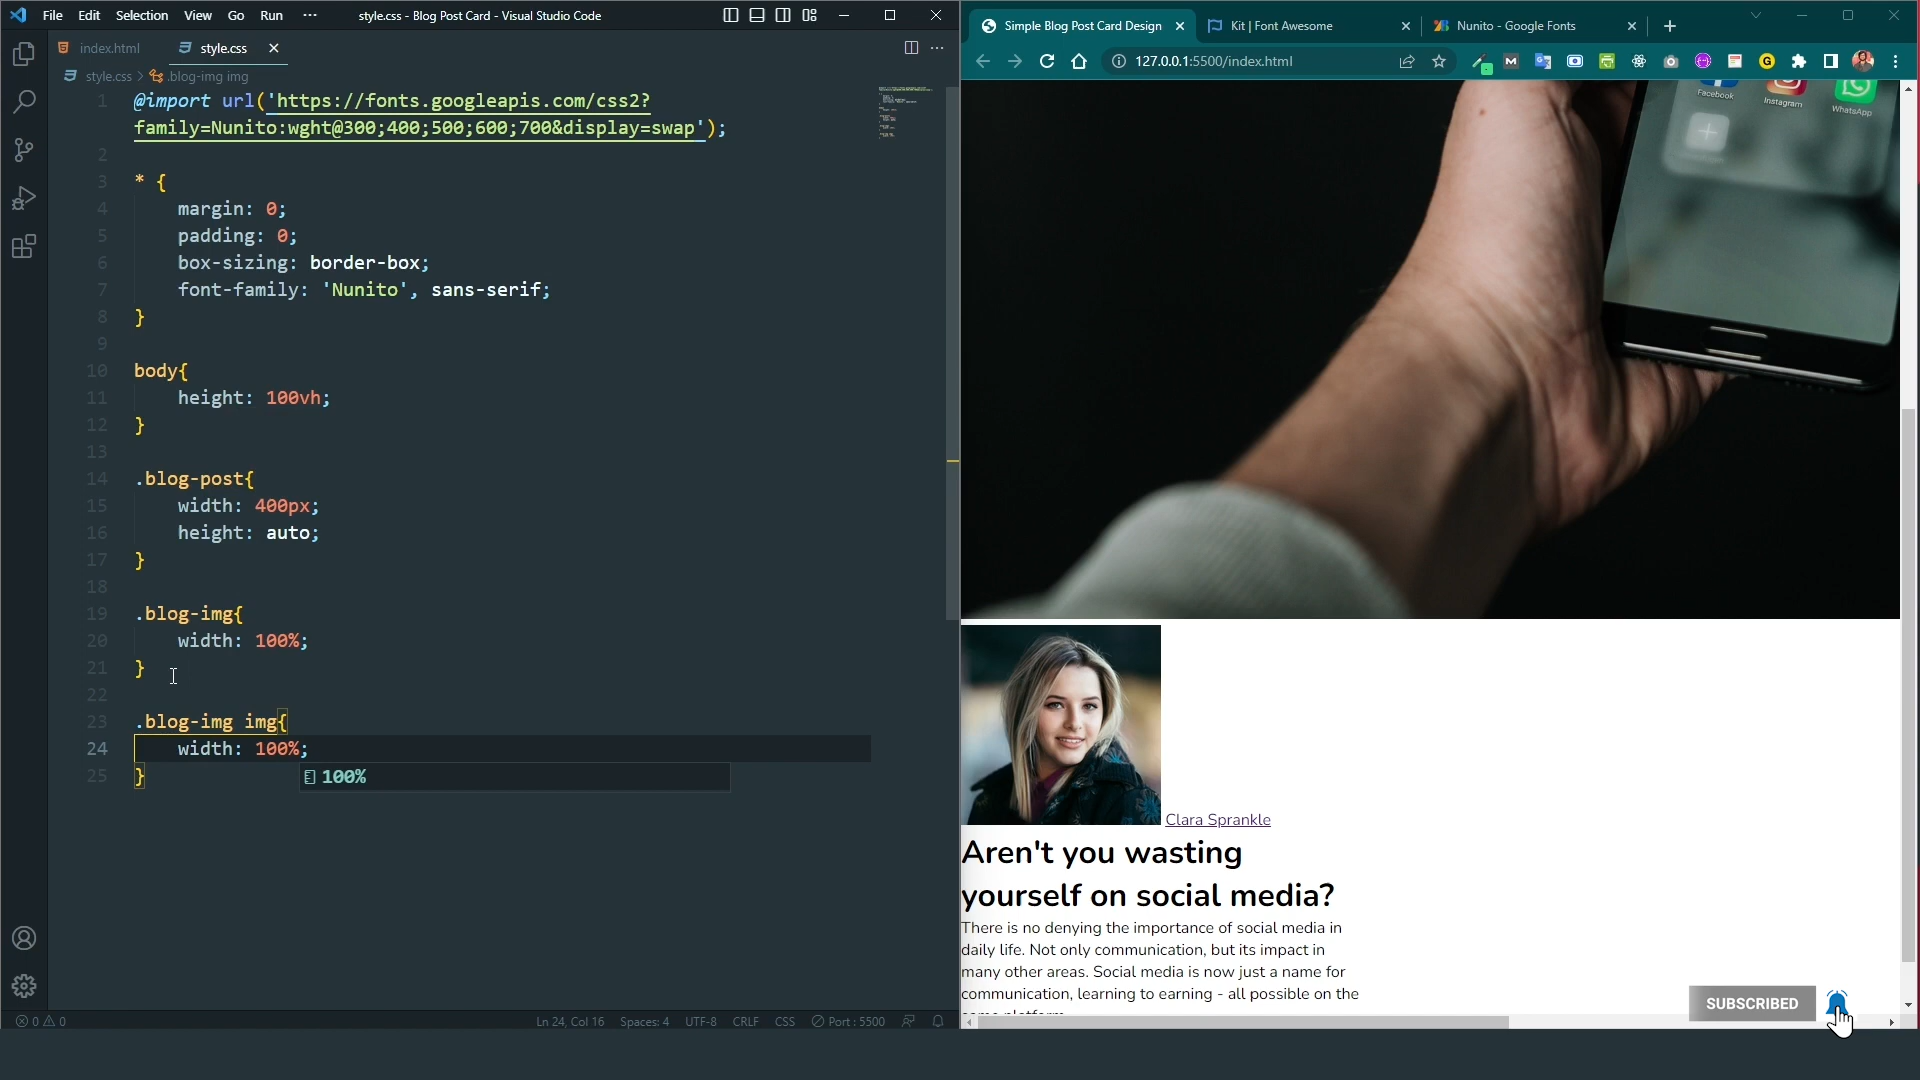 File Edit Selection View Go Run ··· style.css - Blog Post Card - Visual Studio Code
index.html style.css
style.css > .blog-img img
1 @import url('https://fonts.googleapis.com/css2?
family=Nunito:wght@300;400;500;600;700&display=swap');
2
3 * {
4 margin: 0;
5 padding: 0;
6 box-sizing: border-box;
7 font-family: 'Nunito', sans-serif;
8 }
9
10 body{
11 height: 100vh;
12 }
13
14 .blog-post{
15 width: 400px;
16 height: auto;
17 }
18
19 .blog-img{
20 width: 100%;
21 }
22
23 .blog-img img{
24 width: 100%;
25 }
100%
0 0 Ln 24, Col 16 Spaces: 4 UTF-8 CRLF CSS Port : 5500
Simple Blog Post Card Design Kit | Font Awesome Nunito - Google Fonts
127.0.0.1:5500/index.html
Facebook Instagram WhatsApp
Clara Sprankle
Aren't you wasting
yourself on social media?
There is no denying the importance of social media in
daily life. Not only communication, but its impact in
many other areas. Social media is now just a name for
communication, learning to earning - all possible on the
SUBSCRIBED